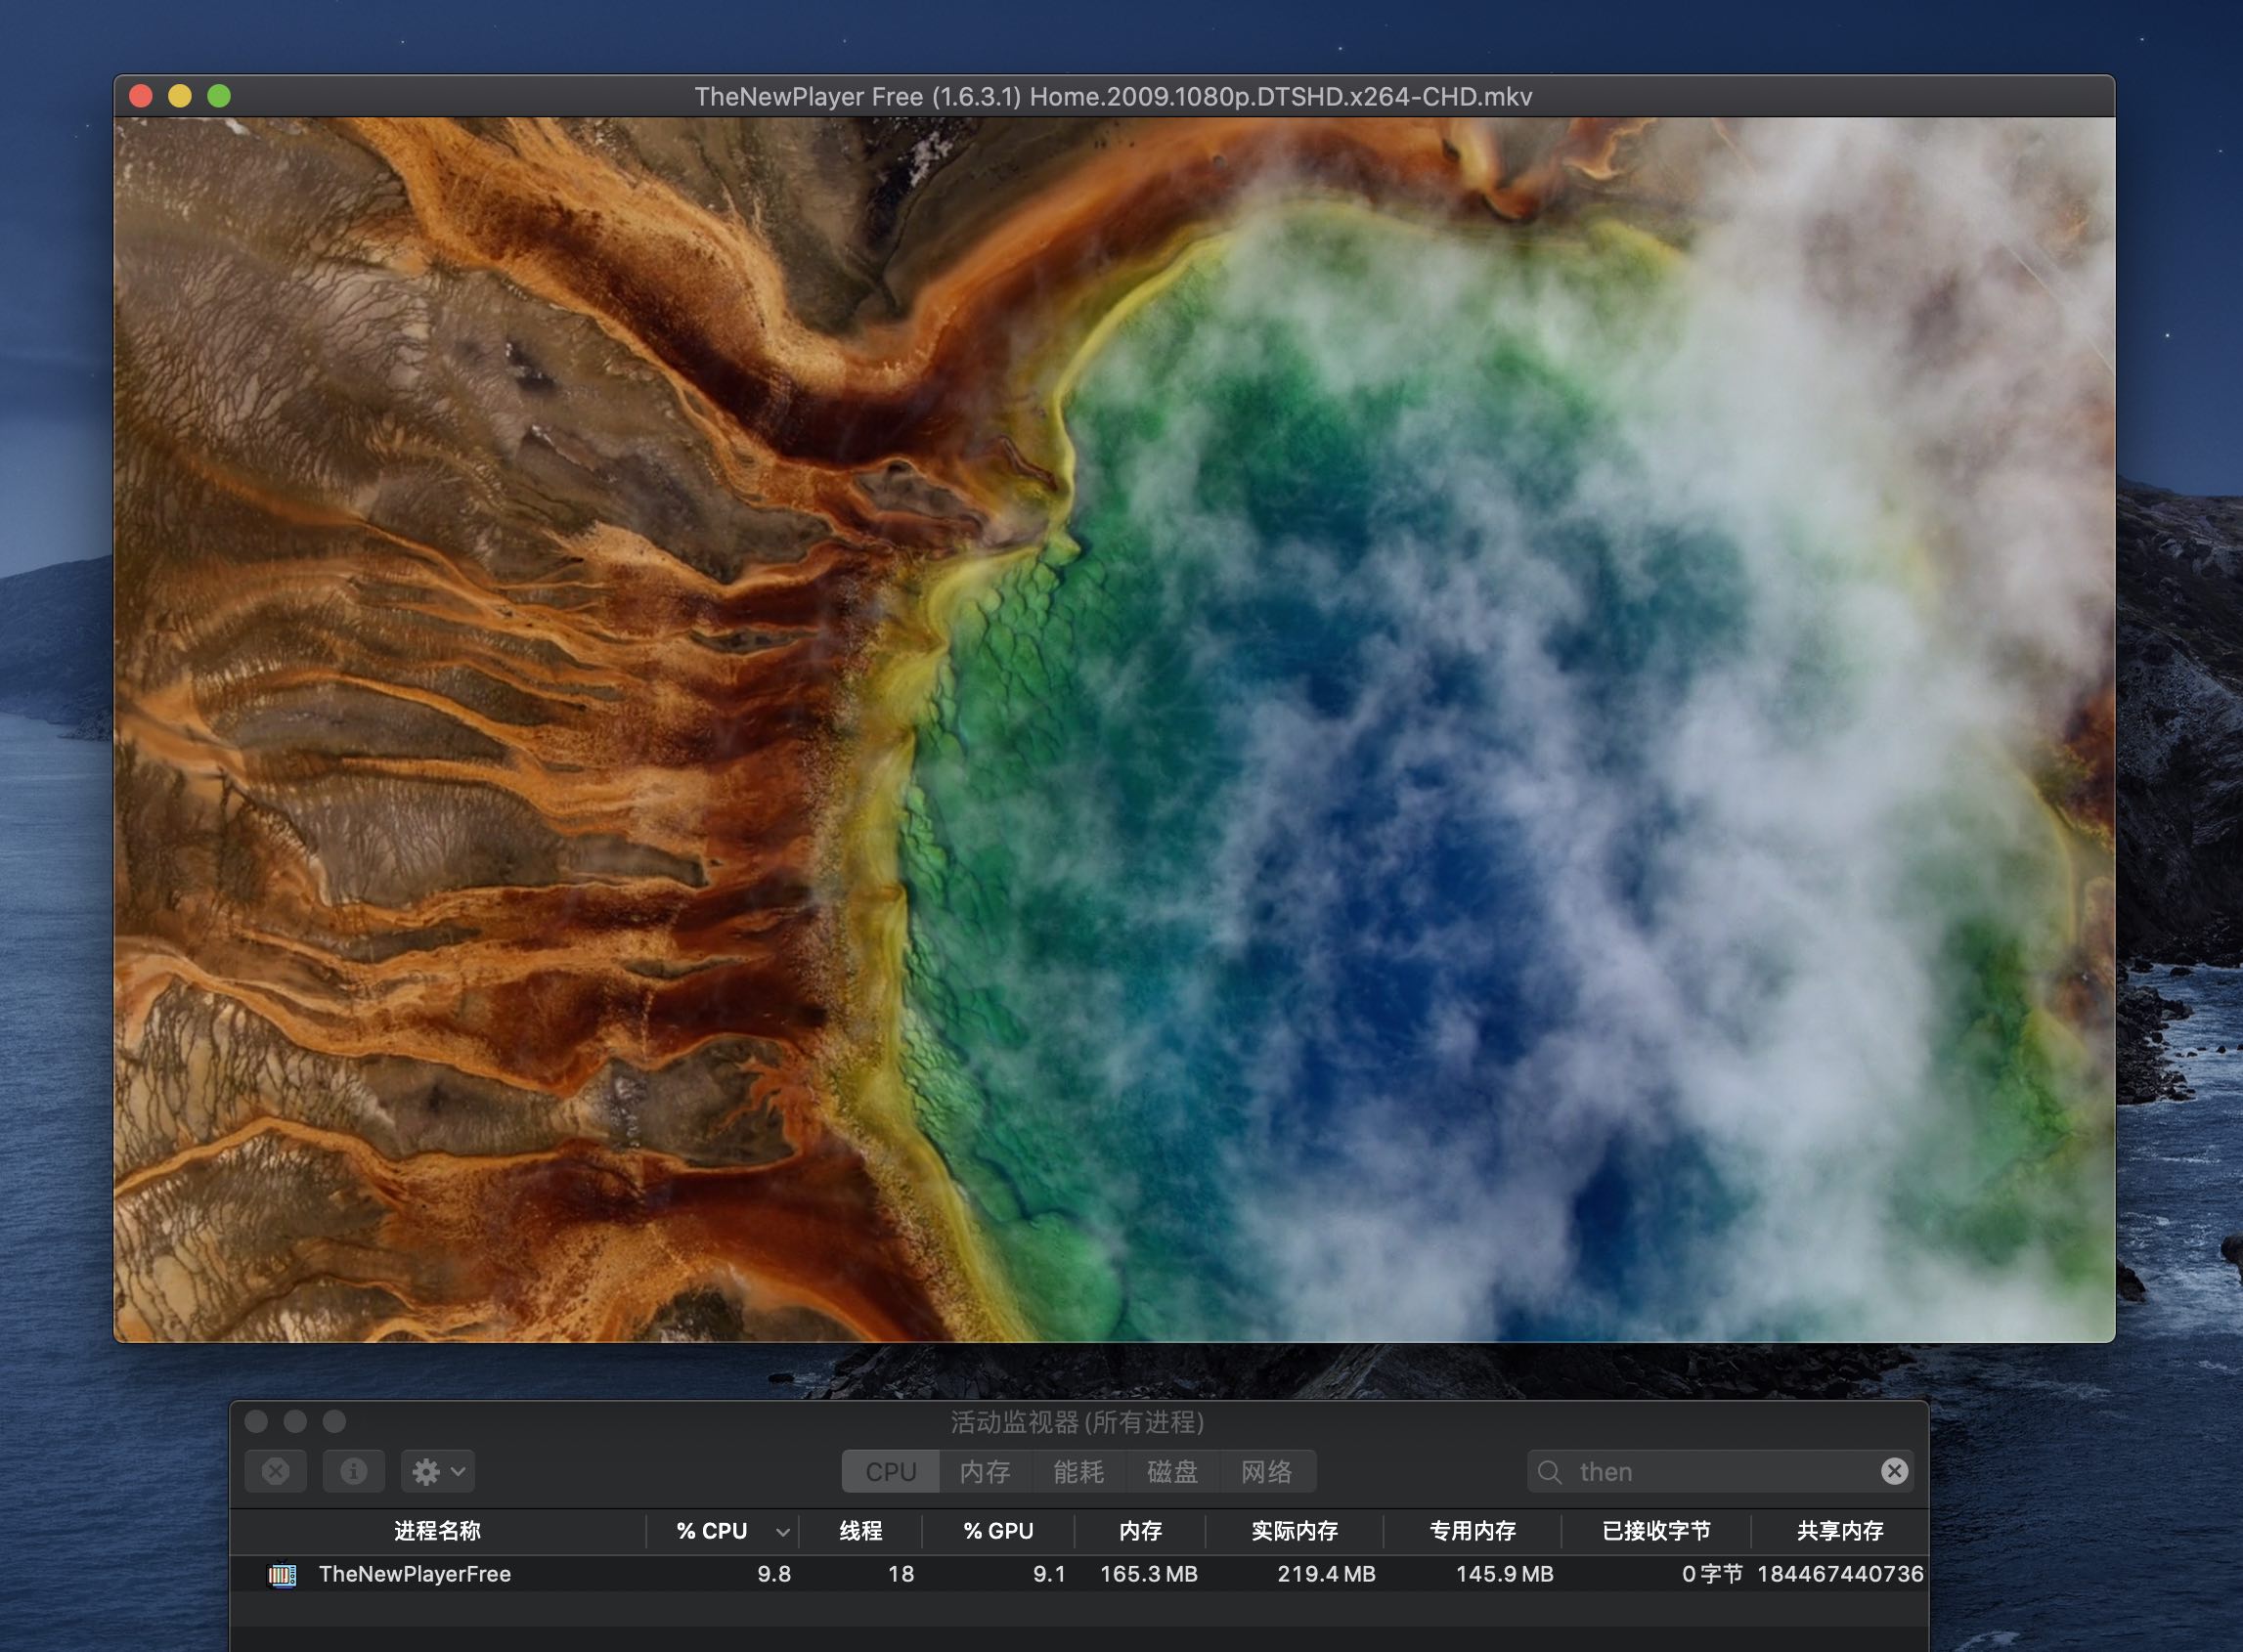 TheNewPlayer Free (1.6.3.1) Home.2009.1080p.DTSHD.x264-CHD.mkv
活动监视器 (所有进程)
CPU 内存 能耗 磁盘 网络 then
进程名称 % CPU 线程 % GPU 内存 实际内存 专用内存 已接收字节 共享内存
TheNewPlayerFree 9.8 18 9.1 165.3 MB 219.4 MB 145.9 MB 0 字节 184467440736